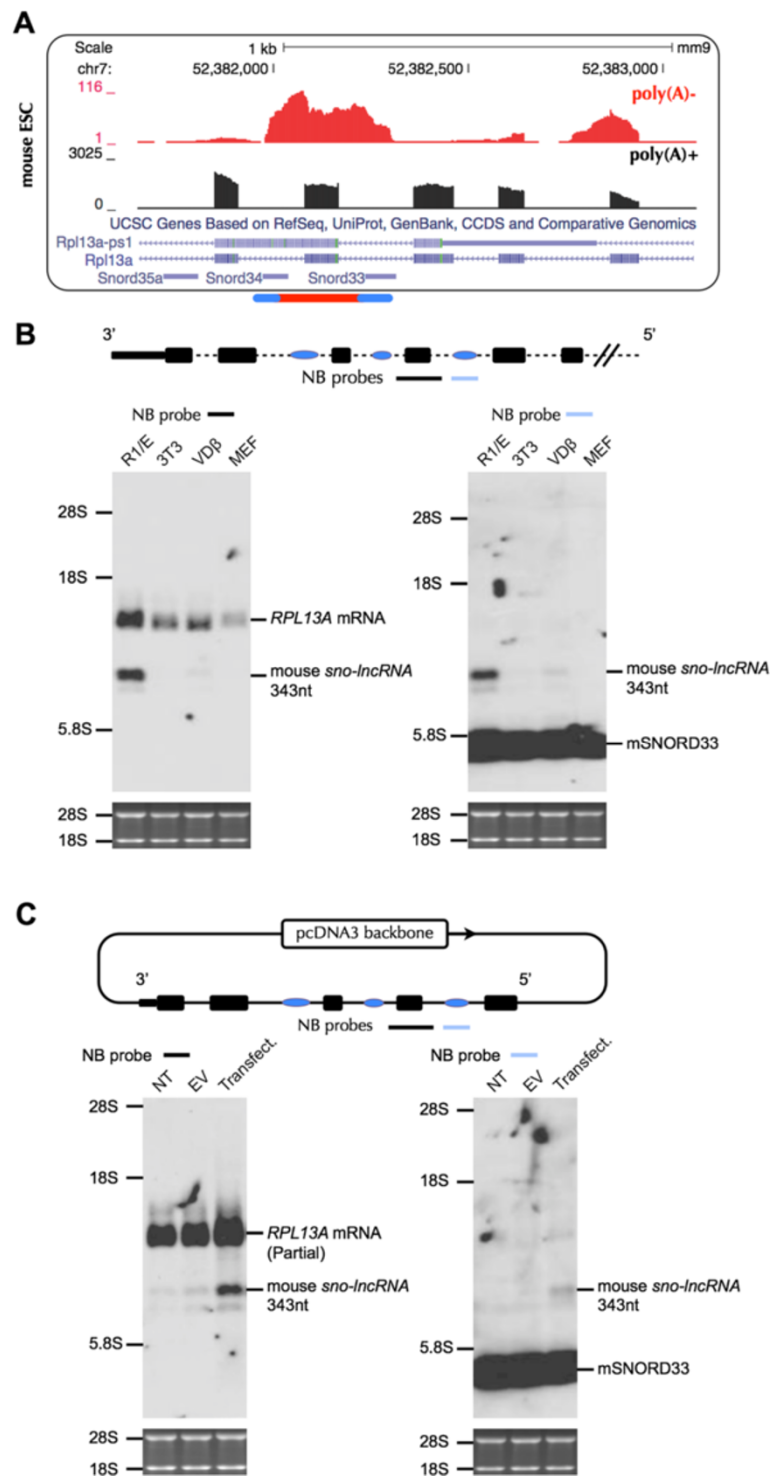 A
mouse ESC
Scale 1 kb mm9
chr7: 52,382,000 52,382,500 52,383,000
116 poly(A)-
1
3025 poly(A)+
0
UCSC Genes Based on RefSeq, UniProt, GenBank, CCDS and Comparative Genomics
Rpl13a-ps1
Rpl13a
Snord35a Snord34 Snord33
B
3' 5'
NB probes
NB probe
R1/E 3T3 VDβ MEF
28S
18S
RPL13A mRNA
mouse sno-lncRNA
343nt
5.8S
28S
18S
NB probe
R1/E 3T3 VDβ MEF
28S
18S
mouse sno-lncRNA
343nt
5.8S
mSNORD33
28S
18S
C
pcDNA3 backbone
3' 5'
NB probes
NB probe
NT EV Transfect.
28S
18S
RPL13A mRNA
(Partial)
mouse sno-lncRNA
343nt
5.8S
28S
18S
NB probe
NT EV Transfect.
28S
18S
mouse sno-lncRNA
343nt
5.8S
mSNORD33
28S
18S